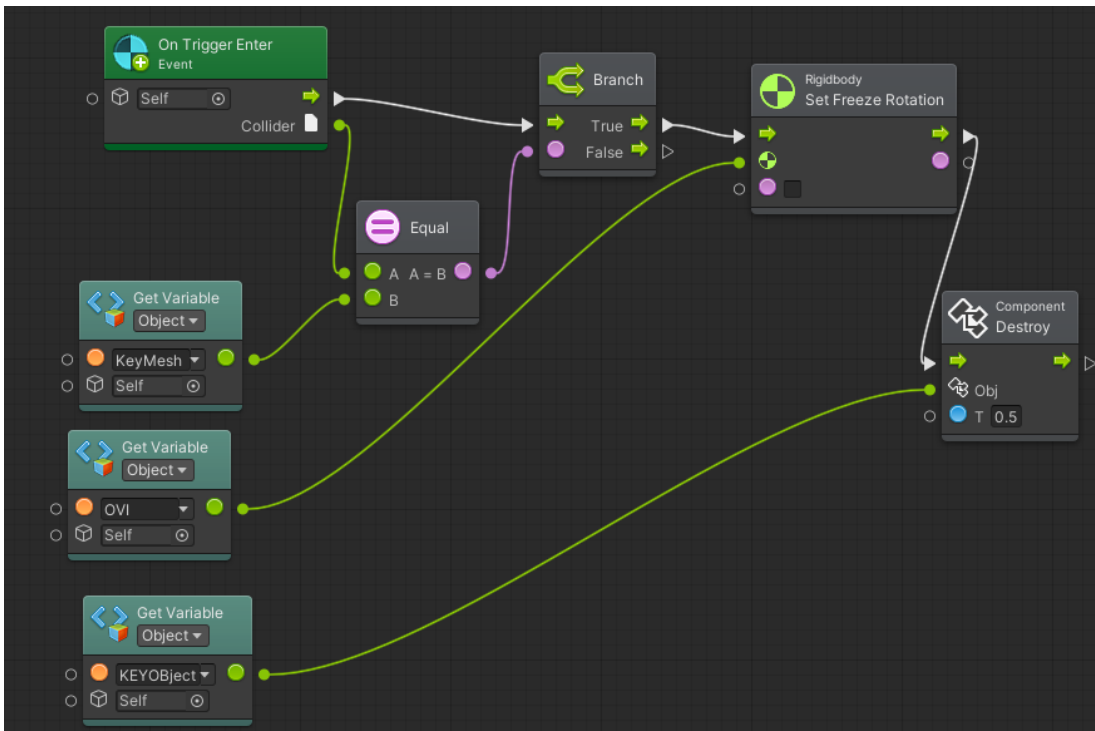 On Trigger Enter
Event
Self
Collider
Branch
True
False
Rigidbody
Set Freeze Rotation
Equal
A A = B
B
Get Variable
Object
KeyMesh
Self
Component
Destroy
Obj
T 0.5
Get Variable
Object
OVI
Self
Get Variable
Object
KEYOBject
Self